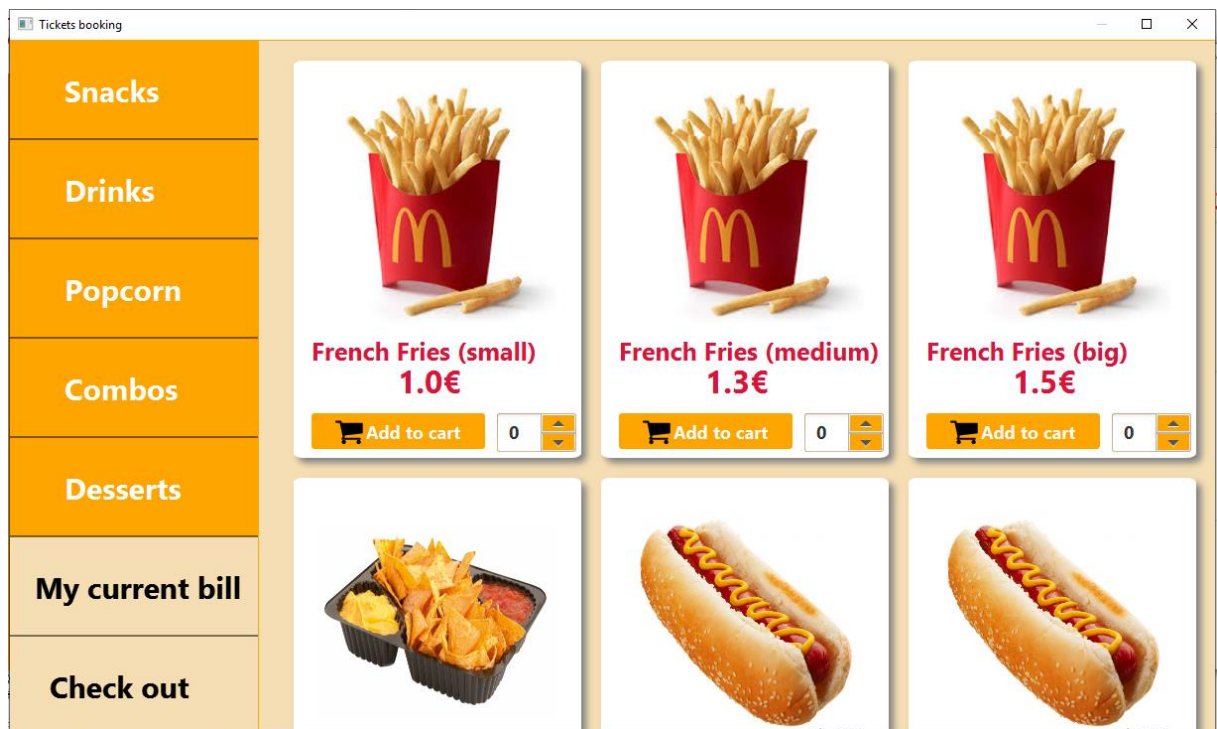 Tickets booking
Snacks
Drinks
Popcorn
Combos
Desserts
My current bill
Check out
French Fries (small)
1.0€
Add to cart
0
French Fries (medium)
1.3€
Add to cart
0
French Fries (big)
1.5€
Add to cart
0